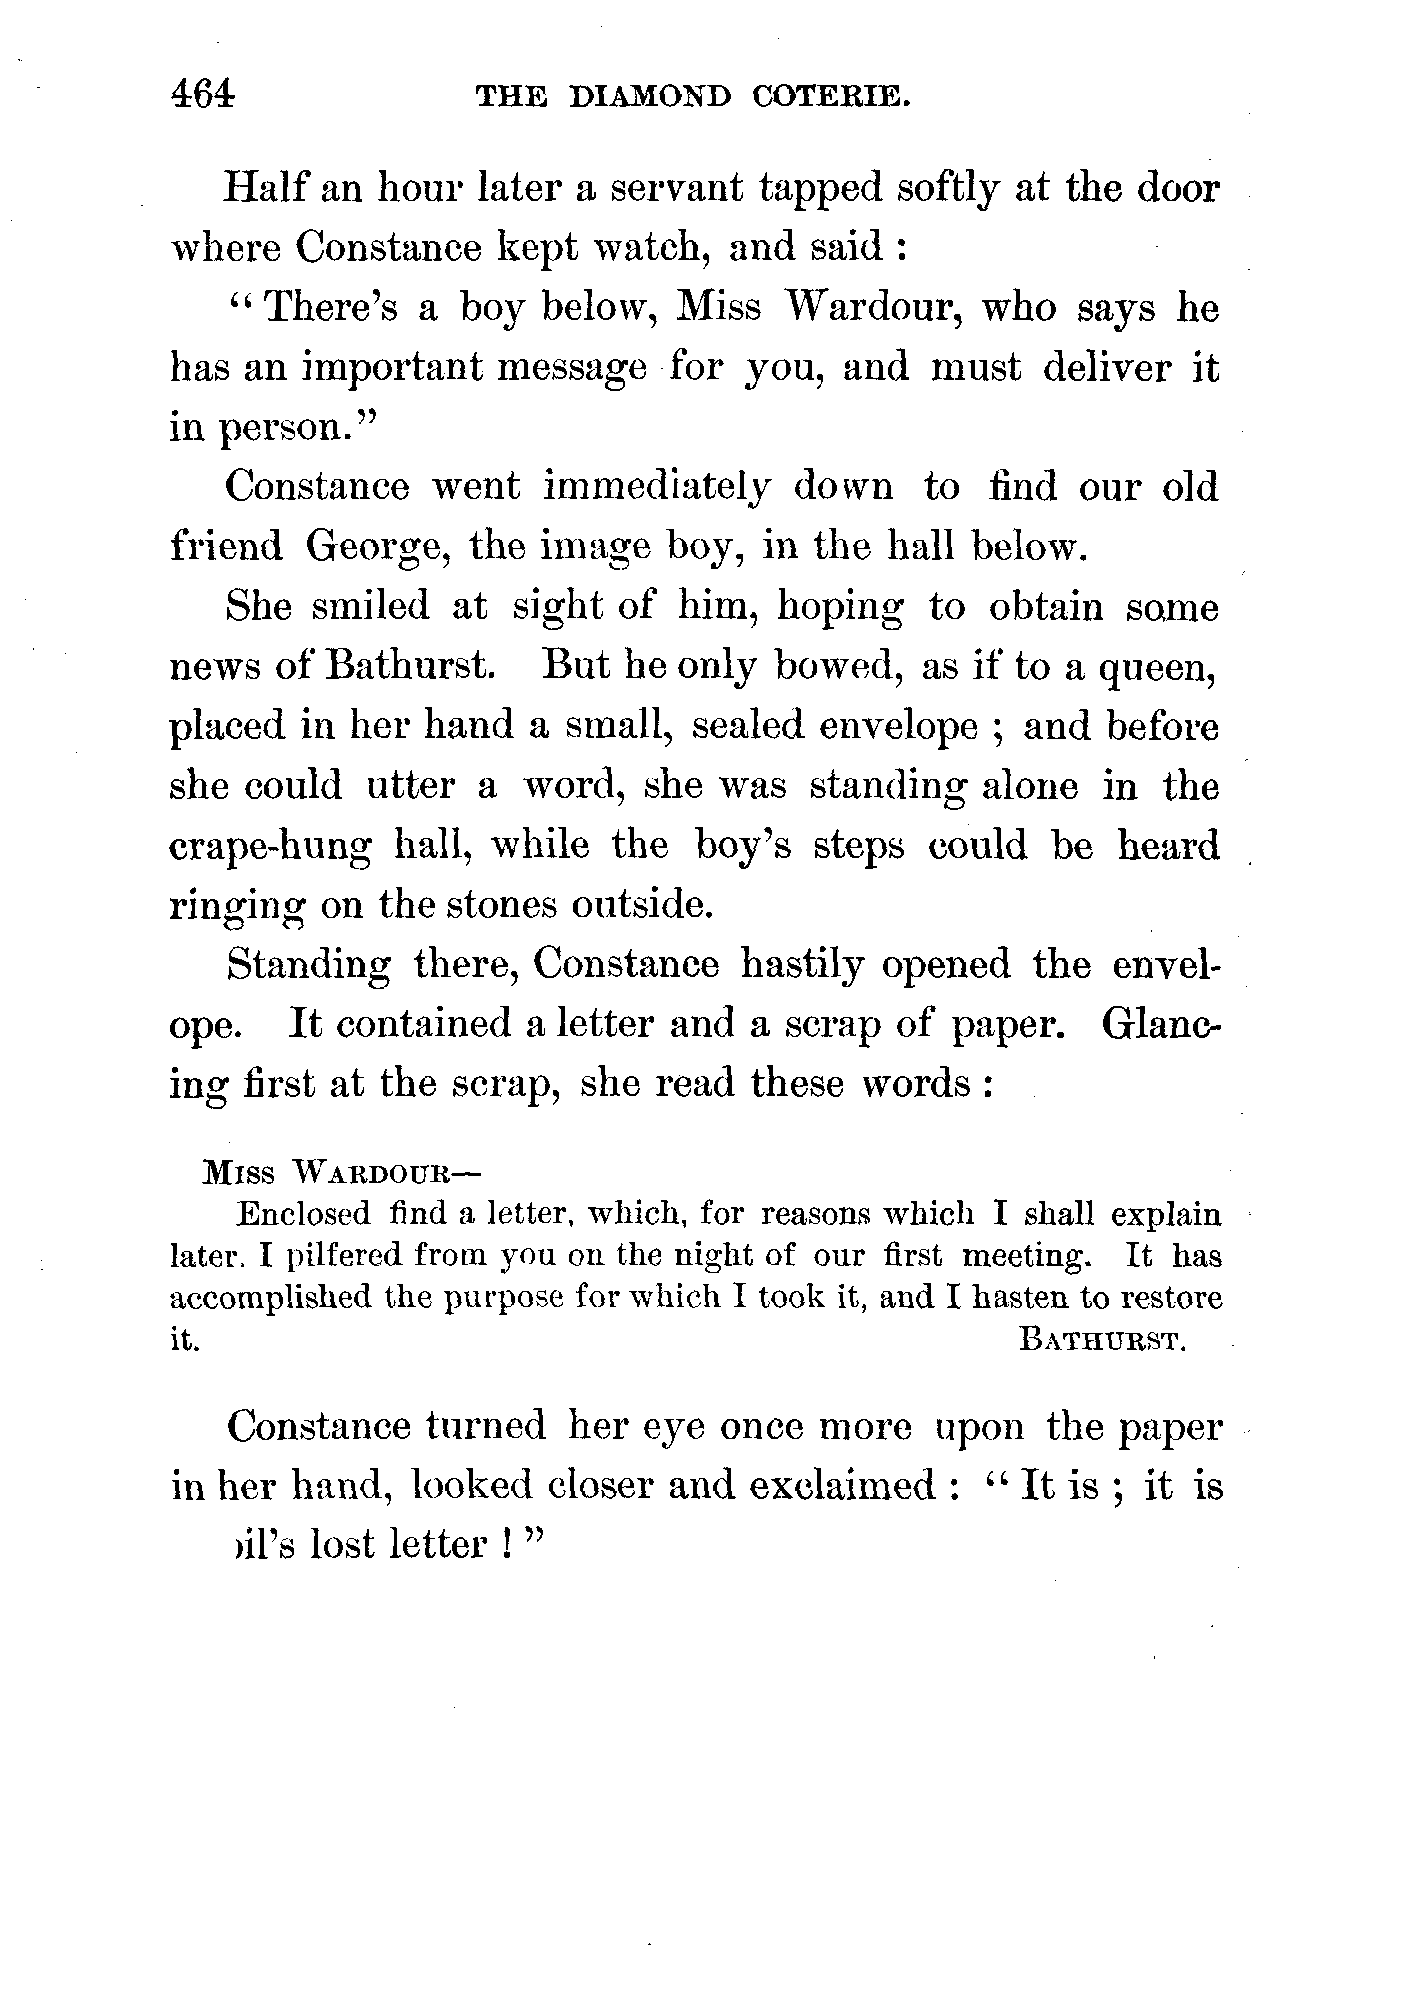 464 THE DIAMOND COTERIE.
Half an hour later a servant tapped softly at the door
where Constance kept watch, and said :
“ There’s a boy below, Miss Wardour, who says he
has an important message for you, and must deliver it
in person.”
Constance went immediately down to find our old
friend George, the image boy, in the hall below.
She smiled at sight of him, hoping to obtain some
news of Bathurst. But he only bowed, as if to a queen,
placed in her hand a small, sealed envelope ; and before
she could utter a word, she was standing alone in the
crape-hung hall, while the boy’s steps could be heard
ringing on the stones outside.
Standing there, Constance hastily opened the envel-
ope. It contained a letter and a scrap of paper. Glanc-
ing first at the scrap, she read these words :
MISS WARDOUR—
Enclosed find a letter, which, for reasons which I shall explain
later. I pilfered from you on the night of our first meeting. It has
accomplished the purpose for which I took it, and I hasten to restore
it. BATHURST.
Constance turned her eye once more upon the paper
in her hand, looked closer and exclaimed : “ It is ; it is
lost letter ! ”